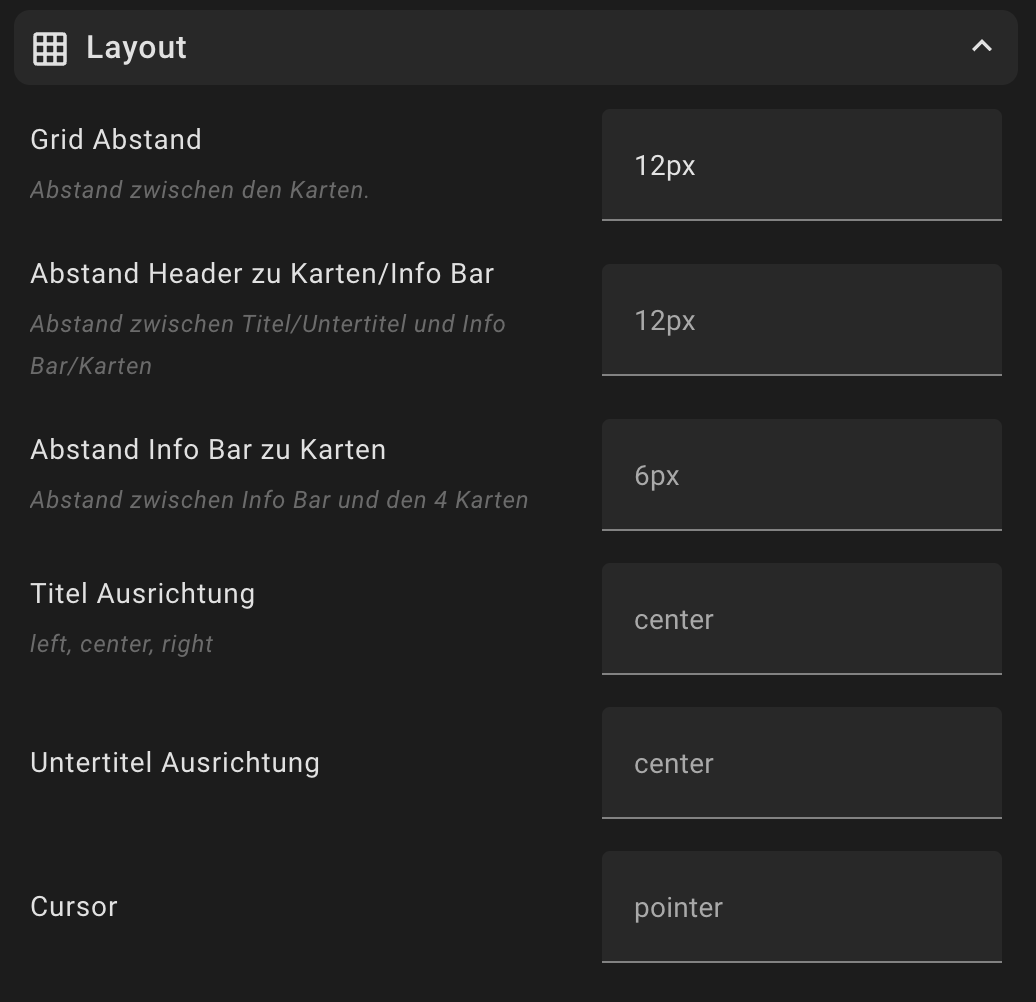 Layout
Grid Abstand
Abstand zwischen den Karten.
12px
Abstand Header zu Karten/Info Bar
Abstand zwischen Titel/Untertitel und Info
Bar/Karten
12px
Abstand Info Bar zu Karten
Abstand zwischen Info Bar und den 4 Karten
6px
Titel Ausrichtung
left, center, right
center
Untertitel Ausrichtung
center
Cursor
pointer